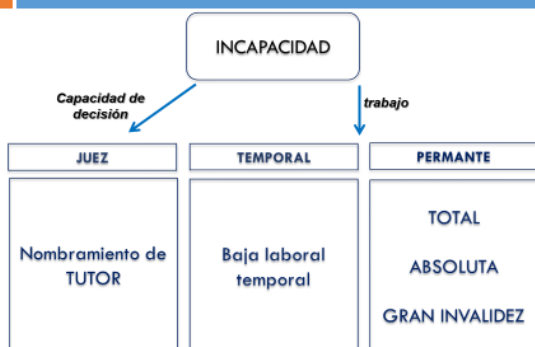 INCAPACIDAD
Capacidad de
decisión
trabajo
JUEZ
TEMPORAL
PERMANTE
Nombramiento de
TUTOR
Baja laboral
temporal
TOTAL
ABSOLUTA
GRAN INVALIDEZ